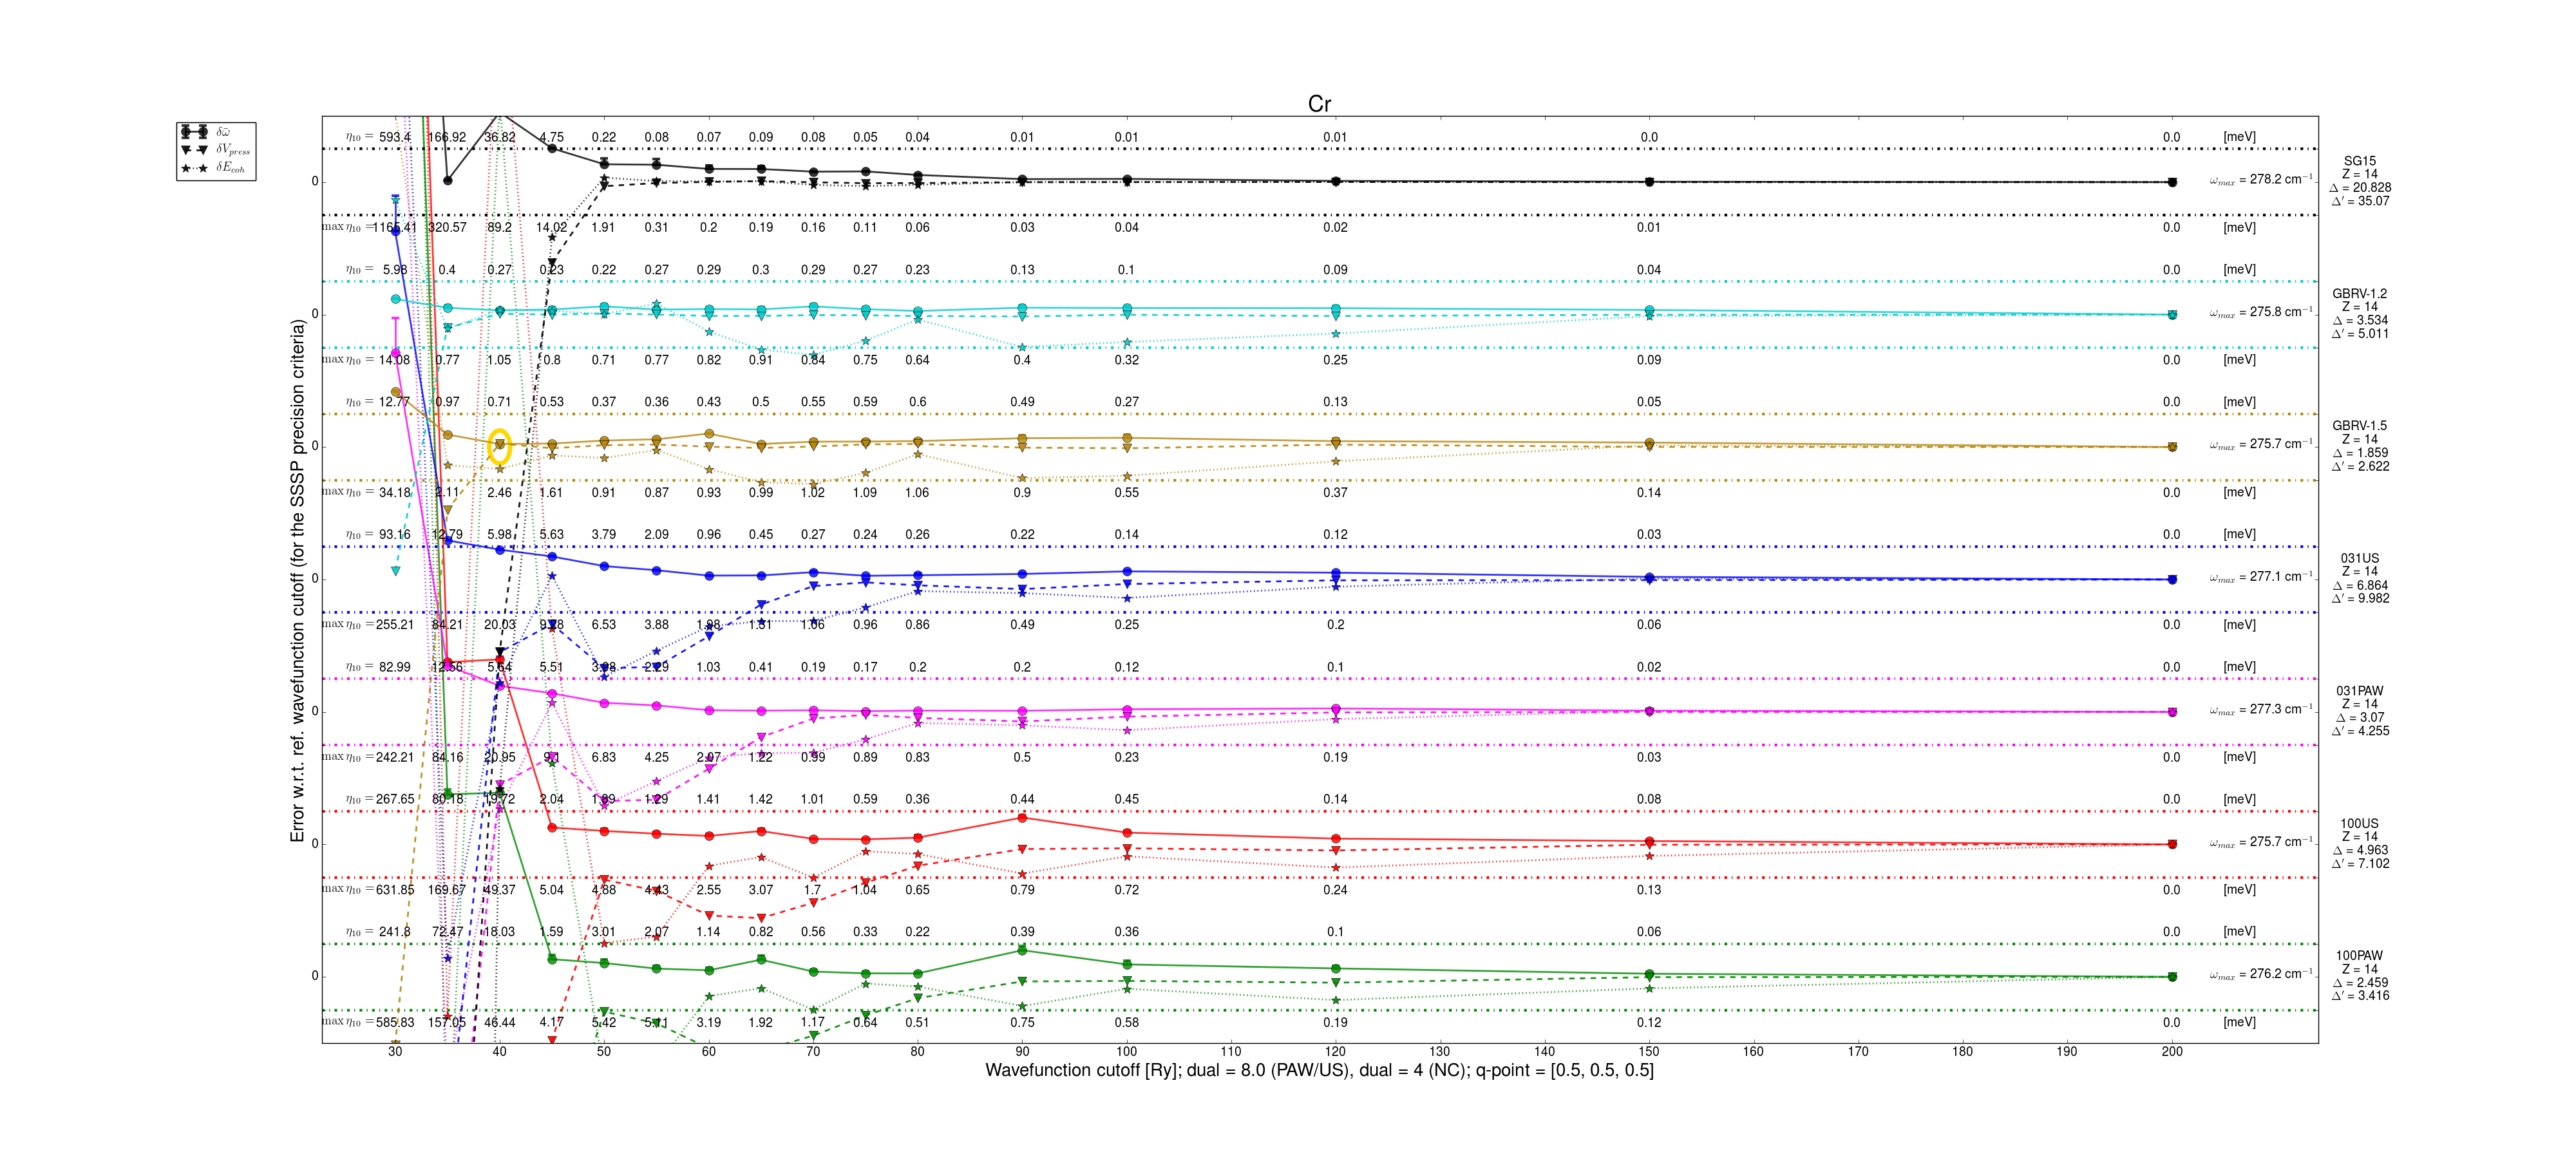 Cr
δω̄
δV_press
δE_coh
Error w.r.t. ref. wavefunction cutoff (for the SSSP precision criteria)
η₁₀ = 593.4 166.92 36.82 4.75 0.22 0.08 0.07 0.09 0.08 0.05 0.04 0.01 0.01 0.01 0.0 0.0 [meV]
0
ω_max = 278.2 cm⁻¹
SG15
Z = 14
Δ = 20.828
Δ′ = 35.07
max η₁₀ = 1165.41 320.57 89.2 14.02 1.91 0.31 0.2 0.19 0.16 0.11 0.06 0.03 0.04 0.02 0.01 0.0 [meV]
η₁₀ = 5.98 0.4 0.27 0.23 0.22 0.27 0.29 0.3 0.29 0.27 0.23 0.13 0.1 0.09 0.04 0.0 [meV]
0
ω_max = 275.8 cm⁻¹
GBRV-1.2
Z = 14
Δ = 3.534
Δ′ = 5.011
max η₁₀ = 14.08 0.77 1.05 0.8 0.71 0.77 0.82 0.91 0.84 0.75 0.64 0.4 0.32 0.25 0.09 0.0 [meV]
η₁₀ = 12.77 0.97 0.71 0.53 0.37 0.36 0.43 0.5 0.55 0.59 0.6 0.49 0.27 0.13 0.05 0.0 [meV]
0
ω_max = 275.7 cm⁻¹
GBRV-1.5
Z = 14
Δ = 1.859
Δ′ = 2.622
max η₁₀ = 34.18 2.11 2.46 1.61 0.91 0.87 0.93 0.99 1.02 1.09 1.06 0.9 0.55 0.37 0.14 0.0 [meV]
η₁₀ = 93.16 12.79 5.98 5.63 3.79 2.09 0.96 0.45 0.27 0.24 0.26 0.22 0.14 0.12 0.03 0.0 [meV]
0
ω_max = 277.1 cm⁻¹
031US
Z = 14
Δ = 6.864
Δ′ = 9.982
max η₁₀ = 255.21 84.21 20.03 6.53 3.88 1.98 1.31 1.06 0.96 0.86 0.49 0.25 0.2 0.06 0.0 [meV]
η₁₀ = 82.99 12.56 5.64 5.51 2.29 1.03 0.41 0.19 0.17 0.2 0.2 0.12 0.1 0.02 0.0 [meV]
0
ω_max = 277.3 cm⁻¹
031PAW
Z = 14
Δ = 3.07
Δ′ = 4.255
max η₁₀ = 242.21 84.16 20.95 9.1 6.83 4.25 2.07 1.22 0.99 0.89 0.83 0.5 0.23 0.19 0.03 0.0 [meV]
η₁₀ = 267.65 80.18 19.72 2.04 1.89 1.29 1.41 1.42 1.01 0.59 0.36 0.44 0.45 0.14 0.08 0.0 [meV]
0
ω_max = 275.7 cm⁻¹
100US
Z = 14
Δ = 4.963
Δ′ = 7.102
max η₁₀ = 631.85 169.67 49.37 5.04 4.88 4.43 2.55 3.07 1.7 1.04 0.65 0.79 0.72 0.24 0.13 0.0 [meV]
η₁₀ = 241.8 72.47 18.03 1.59 3.01 2.07 1.14 0.82 0.56 0.33 0.22 0.39 0.36 0.1 0.06 0.0 [meV]
0
ω_max = 276.2 cm⁻¹
100PAW
Z = 14
Δ = 2.459
Δ′ = 3.416
max η₁₀ = 585.83 157.05 46.44 4.17 5.42 5.11 3.19 1.92 1.17 0.64 0.51 0.75 0.58 0.19 0.12 0.0 [meV]
30 40 50 60 70 80 90 100 110 120 130 140 150 160 170 180 190 200
Wavefunction cutoff [Ry]; dual = 8.0 (PAW/US), dual = 4 (NC); q-point = [0.5, 0.5, 0.5]